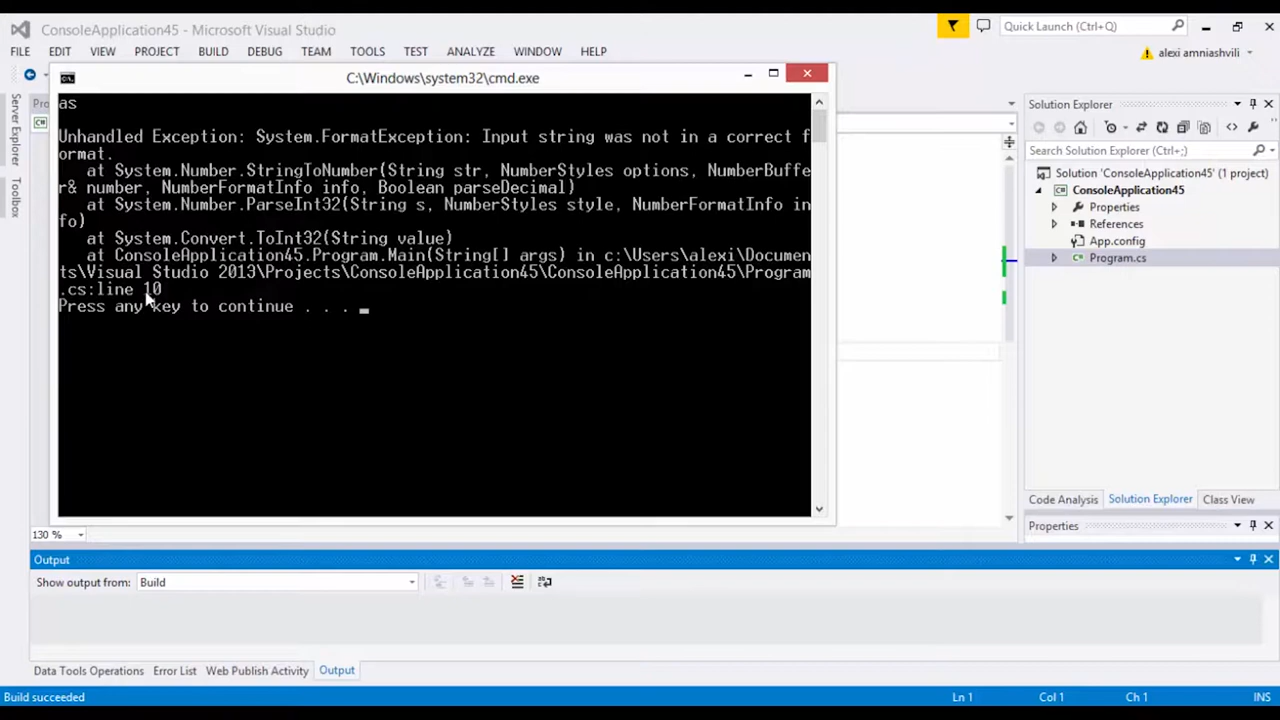 ConsoleApplication45 - Microsoft Visual Studio
Quick Launch (Ctrl+Q)
FILE EDIT VIEW PROJECT BUILD DEBUG TEAM TOOLS TEST ANALYZE WINDOW HELP
alexi amniashvili
C:\Windows\system32\cmd.exe
as
Unhandled Exception: System.FormatException: Input string was not in a correct f
ormat.
at System.Number.StringToNumber(String str, NumberStyles options, NumberBuffe
r& number, NumberFormatInfo info, Boolean parseDecimal)
at System.Number.ParseInt32(String s, NumberStyles style, NumberFormatInfo in
fo)
at System.Convert.ToInt32(String value)
at ConsoleApplication45.Program.Main(String[] args) in c:\Users\alexi\Documen
ts\Visual Studio 2013\Projects\ConsoleApplication45\ConsoleApplication45\Program
.cs:line 10
Press any key to continue . . .
Server Explorer
Toolbox
Solution Explorer
Search Solution Explorer (Ctrl+;)
Solution 'ConsoleApplication45' (1 project)
ConsoleApplication45
Properties
References
App.config
Program.cs
Code Analysis Solution Explorer Class View
Properties
130 %
Output
Show output from: Build
Data Tools Operations Error List Web Publish Activity Output
Build succeeded Ln 1 Col 1 Ch 1 INS